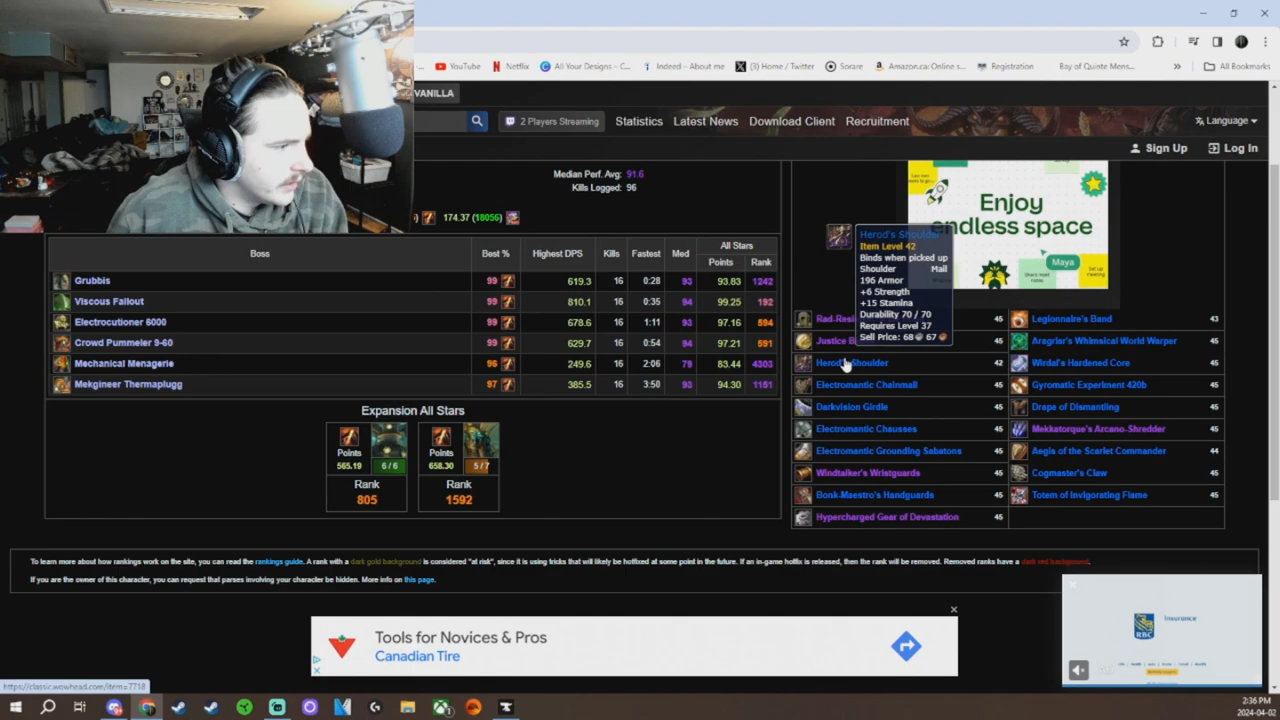 YouTube
Netflix
All Your Designs – C...
Indeed – About me
(3) Home / Twitter
Sorare
Amazon.ca: Online s...
Registration
Bay of Quinte Mens...
»
All Bookmarks
VANILLA
2 Players Streaming
Statistics
Latest News
Download Client
Recruitment
Language
Sign Up
Log In
Median Perf. Avg: 91.6
Kills Logged: 96
174.37 (18056)
Boss
Best %
Highest DPS
Kills
Fastest
Med
All Stars
Points
Rank
Grubbis 99 619.3 16 0:28 93 93.83 1242
Viscous Fallout 99 810.1 16 0:35 94 99.25 192
Electrocutioner 6000 99 678.6 16 1:11 93 97.16 594
Crowd Pummeler 9-60 99 629.7 16 0:54 94 97.21 591
Mechanical Menagerie 96 249.6 16 2:06 79 83.44 4303
Mekgineer Thermaplugg 97 385.5 16 3:50 93 94.30 1151
Expansion All Stars
Points
565.19
6 / 6
Rank
805
Points
658.30
5 / 7
Rank
1592
Enjoy
endless space
Maya
Herod's Shoulder
Item Level 42
Binds when picked up
Shoulder Mail
196 Armor
+6 Strength
+15 Stamina
Durability 70 / 70
Requires Level 37
Sell Price: 68 67
Rad-Resi 45
Justice B 45
Herod's Shoulder 42
Electromantic Chainmail 45
Darkvision Girdle 45
Electromantic Chausses 45
Electromantic Grounding Sabatons 45
Windtalker's Wristguards 45
Bonk-Maestro's Handguards 45
Hypercharged Gear of Devastation 45
Legionnaire's Band 43
Aragriar's Whimsical World Warper 45
Wirdal's Hardened Core 45
Gyromatic Experiment 420b 45
Drape of Dismantling 45
Mekkatorque's Arcano-Shredder 45
Aegis of the Scarlet Commander 44
Cogmaster's Claw 45
Totem of Invigorating Flame 45
To learn more about how rankings work on the site, you can read the rankings guide. A rank with a dark gold background is considered "at risk", since it is using tricks that will likely be hotfixed at some point in the future. If an in-game hotfix is released, then the rank will be removed. Removed ranks have a dark red background.
If you are the owner of this character, you can request that parses involving your character be hidden. More info on this page.
Tools for Novices & Pros
Canadian Tire
RBC
Insurance
https://classic.wowhead.com/item=7718
2:36 PM
2024-04-02